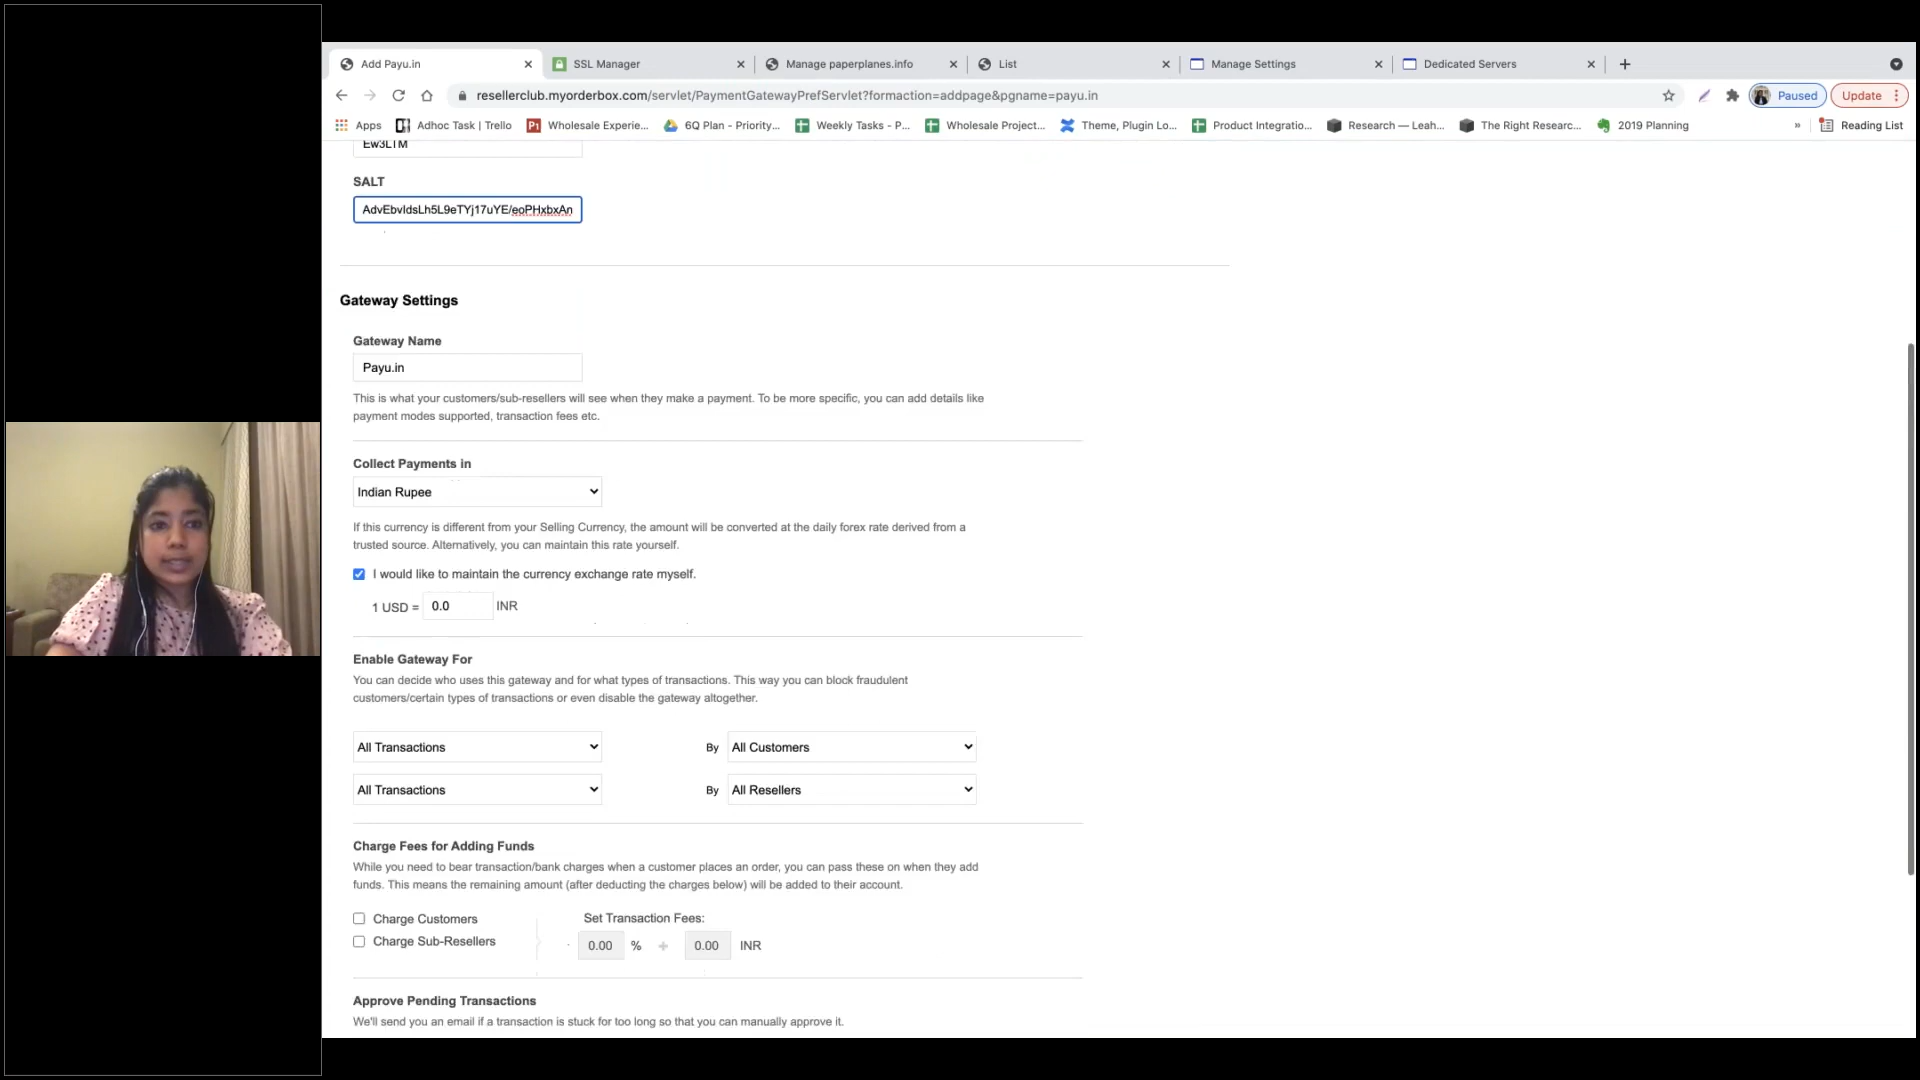 Add Payu.in
SSL Manager
Manage paperplanes.info
List
Manage Settings
Dedicated Servers
resellerclub.myorderbox.com/servlet/PaymentGatewayPrefServlet?formaction=addpage&pgname=payu.in
Paused
Update
Apps
Adhoc Task | Trello
Wholesale Experie...
6Q Plan - Priority...
Weekly Tasks - P...
Wholesale Project...
Theme, Plugin Lo...
Product Integratio...
Research — Leah...
The Right Researc...
2019 Planning
»
Reading List
SALT
AdvEbvIdsLh5L9eTYj17uYE/eoPHxbxAn
Gateway Settings
Gateway Name
Payu.in
This is what your customers/sub-resellers will see when they make a payment. To be more specific, you can add details like
payment modes supported, transaction fees etc.
Collect Payments in
Indian Rupee
If this currency is different from your Selling Currency, the amount will be converted at the daily forex rate derived from a
trusted source. Alternatively, you can maintain this rate yourself.
I would like to maintain the currency exchange rate myself.
1 USD = 0.0 INR
Enable Gateway For
You can decide who uses this gateway and for what types of transactions. This way you can block fraudulent
customers/certain types of transactions or even disable the gateway altogether.
All Transactions By All Customers
All Transactions By All Resellers
Charge Fees for Adding Funds
While you need to bear transaction/bank charges when a customer places an order, you can pass these on when they add
funds. This means the remaining amount (after deducting the charges below) will be added to their account.
Charge Customers
Charge Sub-Resellers
Set Transaction Fees:
0.00 % + 0.00 INR
Approve Pending Transactions
We'll send you an email if a transaction is stuck for too long so that you can manually approve it.